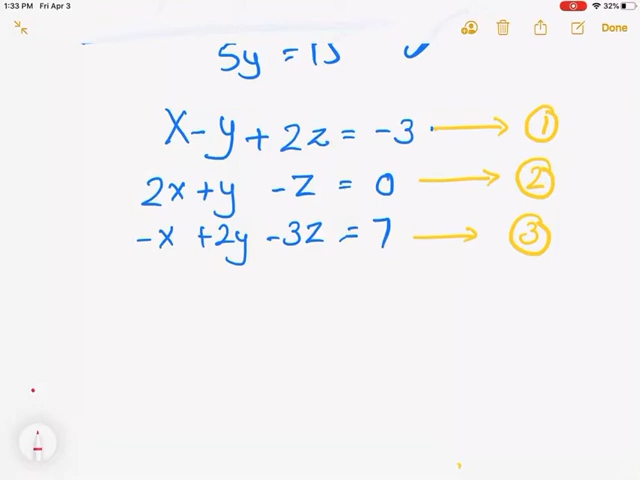 1:33 PM Fri Apr 3 32%
Done
5y = 15
x - y + 2z = -3 → ①
2x + y - z = 0 → ②
-x + 2y - 3z = 7 → ③